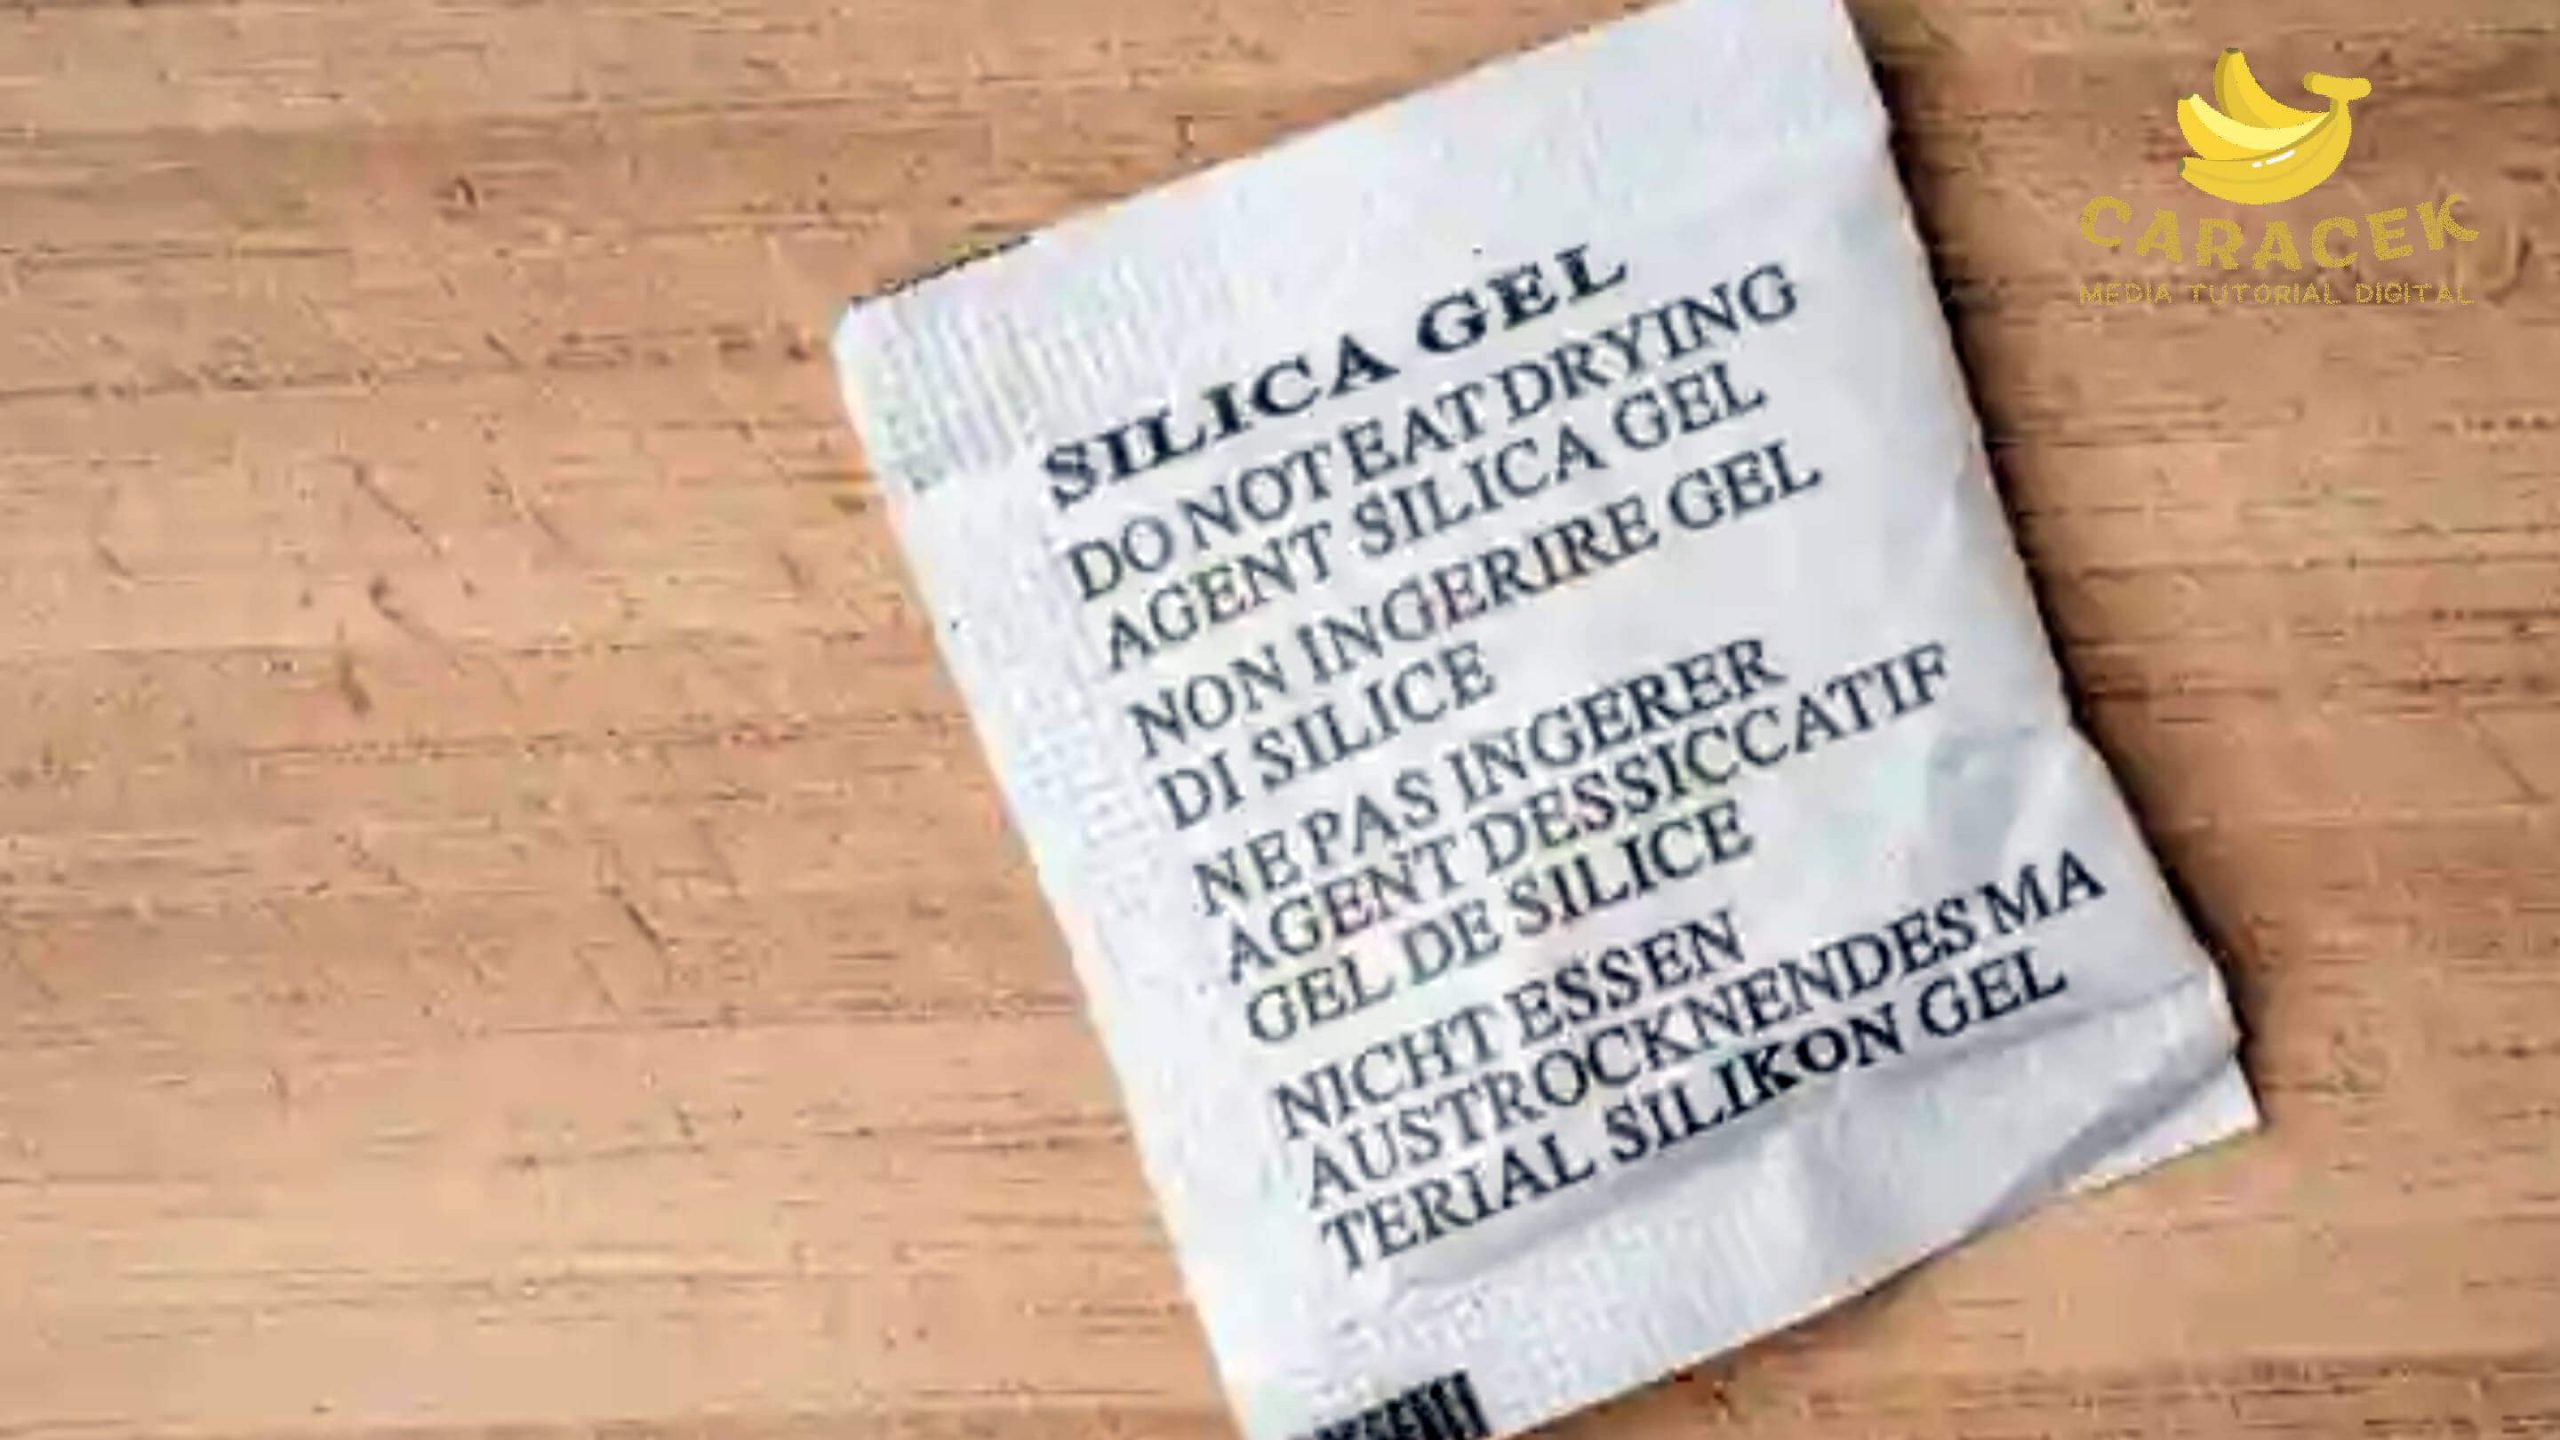 CARACEK
MEDIA TUTORIAL DIGITAL
SILICA GEL
DO NOT EAT DRYING
AGENT SILICA GEL
NON INGERIRE GEL
DI SILICE
NE PAS INGERER
AGENT DESSICCATIF
GEL DE SILICE
NICHT ESSEN
AUSTROCKNENDES MA
TERIAL SILIKON GEL